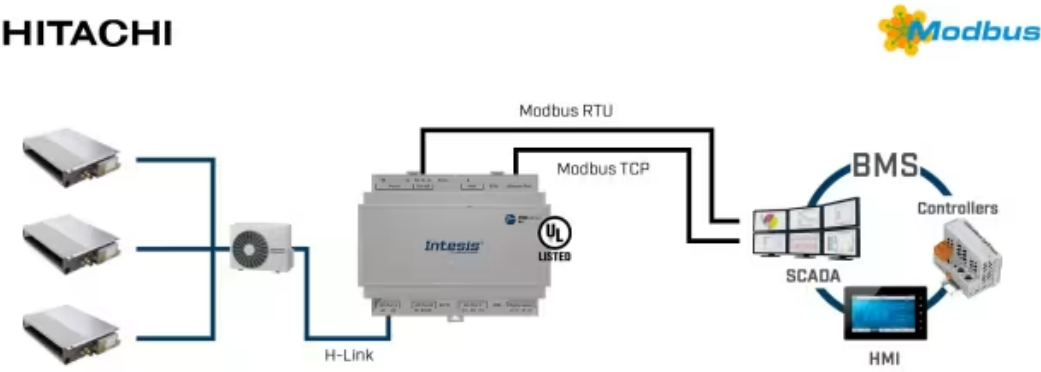 HITACHI
Modbus
Modbus RTU
Modbus TCP
BMS
Controllers
Intesis
UL
LISTED
SCADA
H-Link
HMI